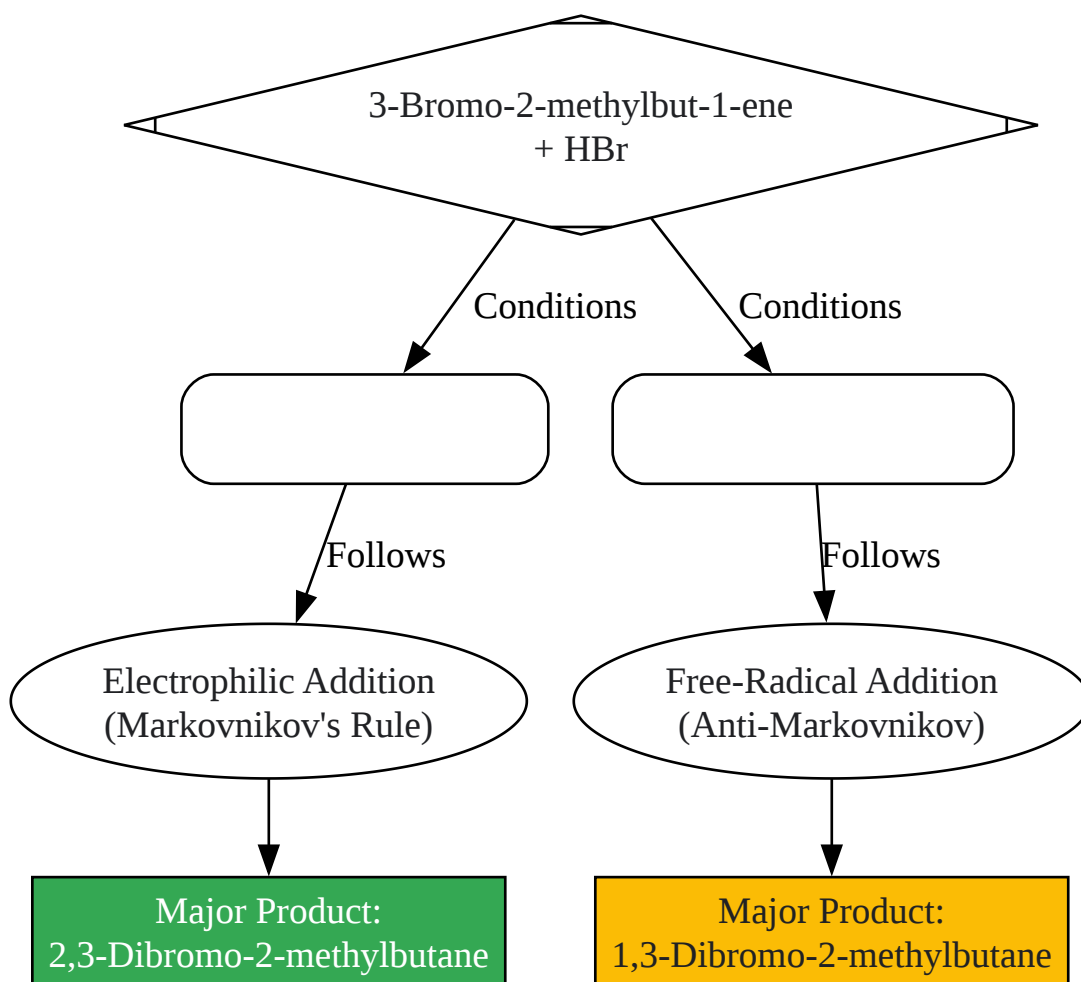 3-Bromo-2-methylbut-1-ene
+ HBr
Conditions
Conditions
Follows
Follows
Electrophilic Addition
(Markovnikov's Rule)
Free-Radical Addition
(Anti-Markovnikov)
Major Product:
2,3-Dibromo-2-methylbutane
Major Product:
1,3-Dibromo-2-methylbutane